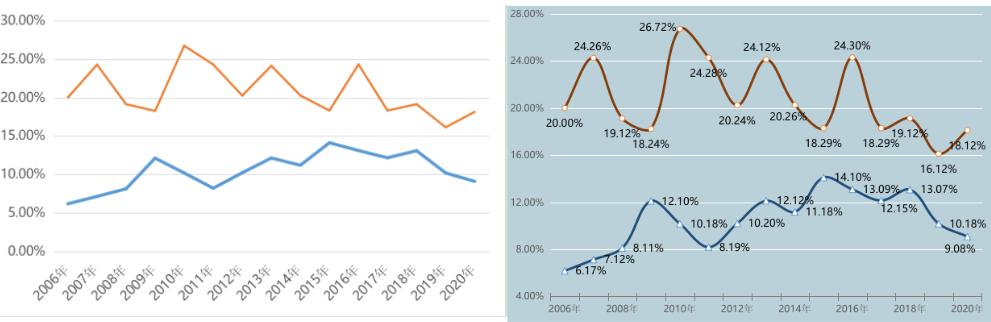 30.00%
25.00%
20.00%
15.00%
10.00%
5.00%
0.00%
2006年
2007年
2008年
2009年
2010年
2011年
2012年
2013年
2014年
2015年
2016年
2017年
2018年
2019年
2020年
28.00%
24.00%
20.00%
16.00%
12.00%
8.00%
4.00%
20.00%
24.26%
19.12%
18.24%
26.72%
24.28%
20.24%
24.12%
20.26%
18.29%
24.30%
18.29%
19.12%
16.12%
18.12%
6.17%
7.12%
8.11%
12.10%
10.18%
8.19%
10.20%
12.12%
11.18%
14.10%
13.09%
12.15%
13.07%
10.18%
9.08%
2006年
2008年
2010年
2012年
2014年
2016年
2018年
2020年